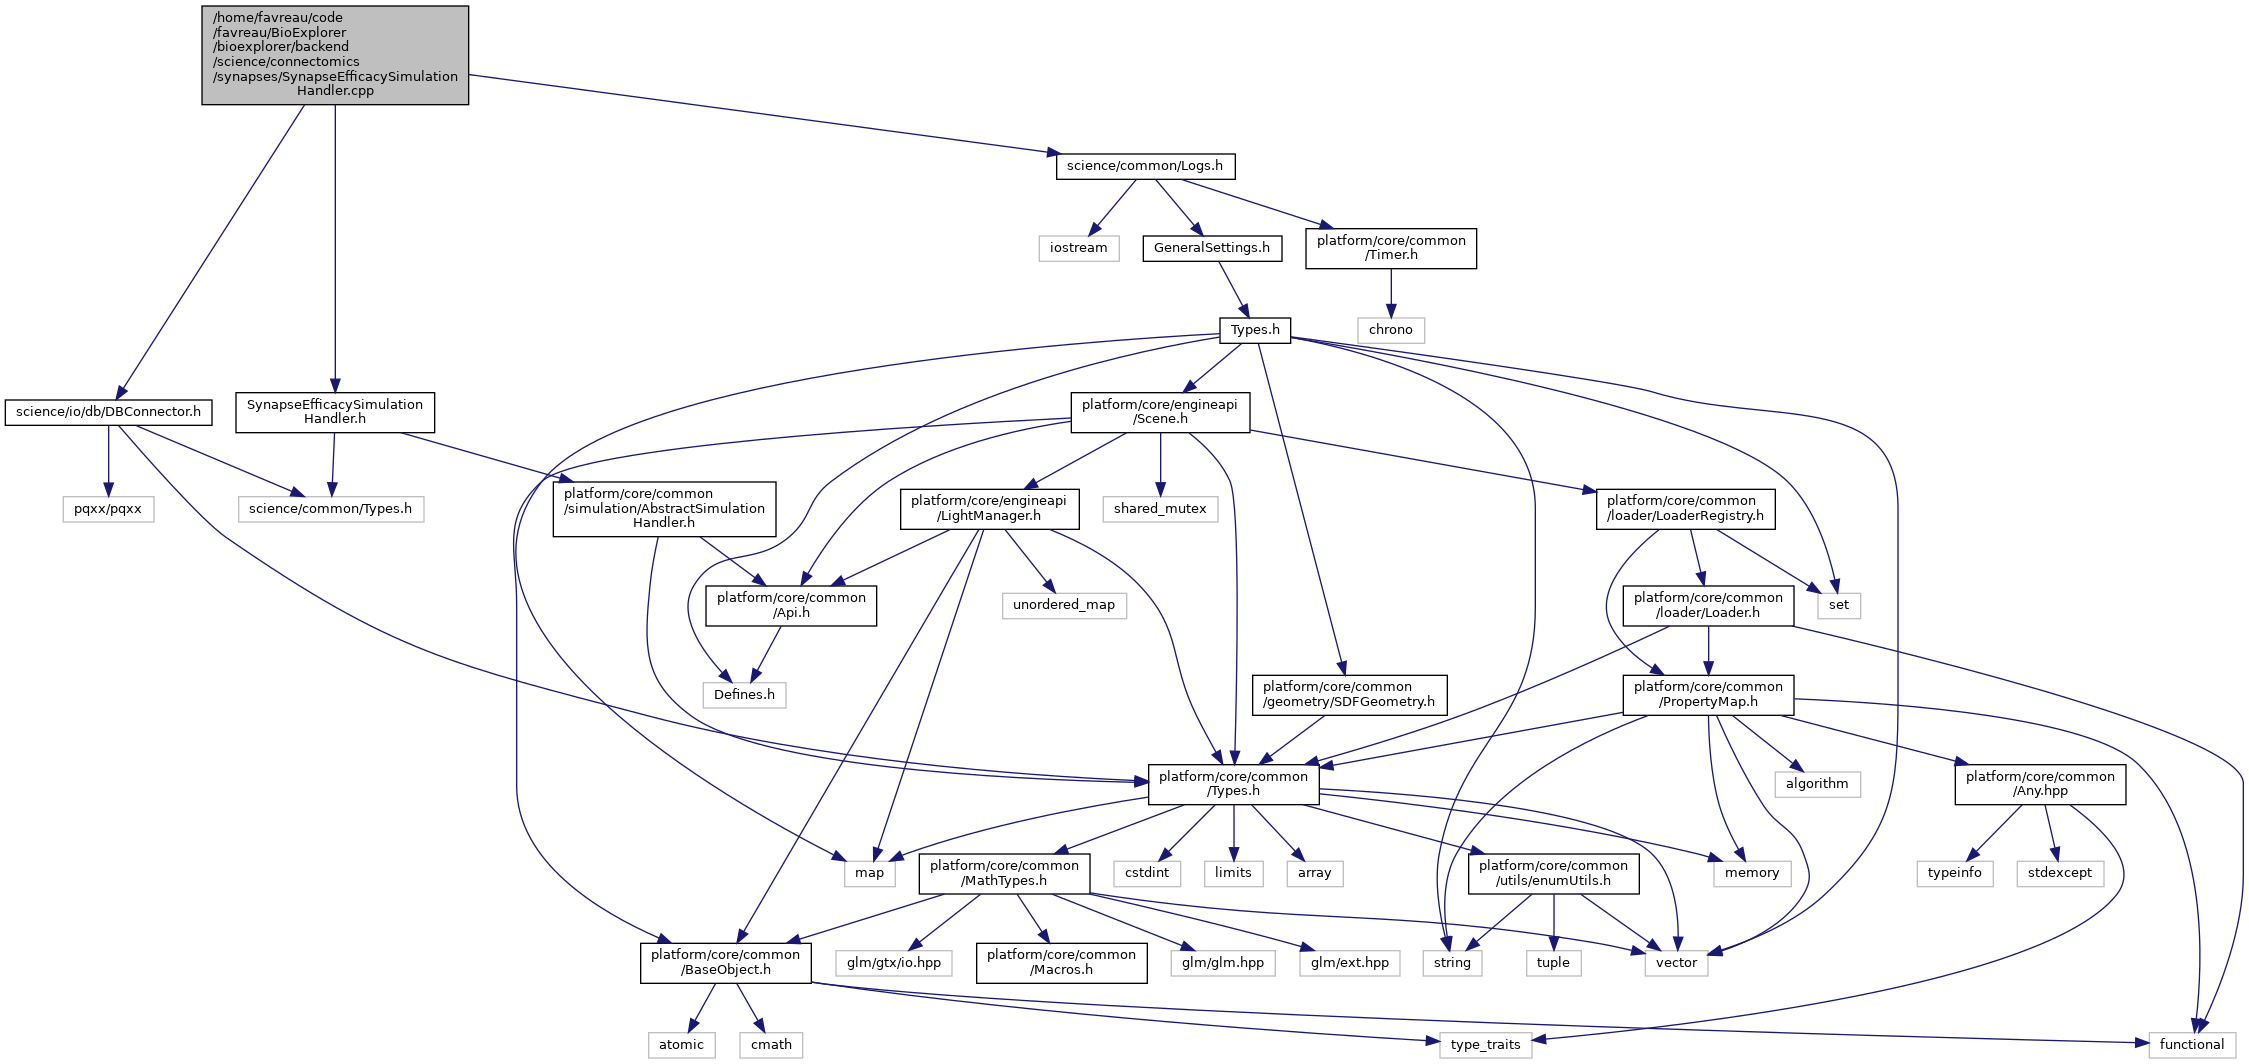 /home/favreau/code
/favreau/BioExplorer
/bioexplorer/backend
/science/connectomics
/synapses/SynapseEfficacySimulation
Handler.cpp
science/common/Logs.h
iostream
GeneralSettings.h
platform/core/common
/Timer.h
Types.h
chrono
science/io/db/DBConnector.h
SynapseEfficacySimulation
Handler.h
platform/core/engineapi
/Scene.h
pqxx/pqxx
science/common/Types.h
platform/core/common
/simulation/AbstractSimulation
Handler.h
platform/core/engineapi
/LightManager.h
shared_mutex
platform/core/common
/loader/LoaderRegistry.h
platform/core/common
/Api.h
unordered_map
platform/core/common
/loader/Loader.h
set
Defines.h
platform/core/common
/geometry/SDFGeometry.h
platform/core/common
/PropertyMap.h
platform/core/common
/Types.h
algorithm
platform/core/common
/Any.hpp
map
platform/core/common
/MathTypes.h
cstdint
limits
array
platform/core/common
/utils/enumUtils.h
memory
typeinfo
stdexcept
platform/core/common
/BaseObject.h
glm/gtx/io.hpp
platform/core/common
/Macros.h
glm/glm.hpp
glm/ext.hpp
string
tuple
vector
atomic
cmath
type_traits
functional